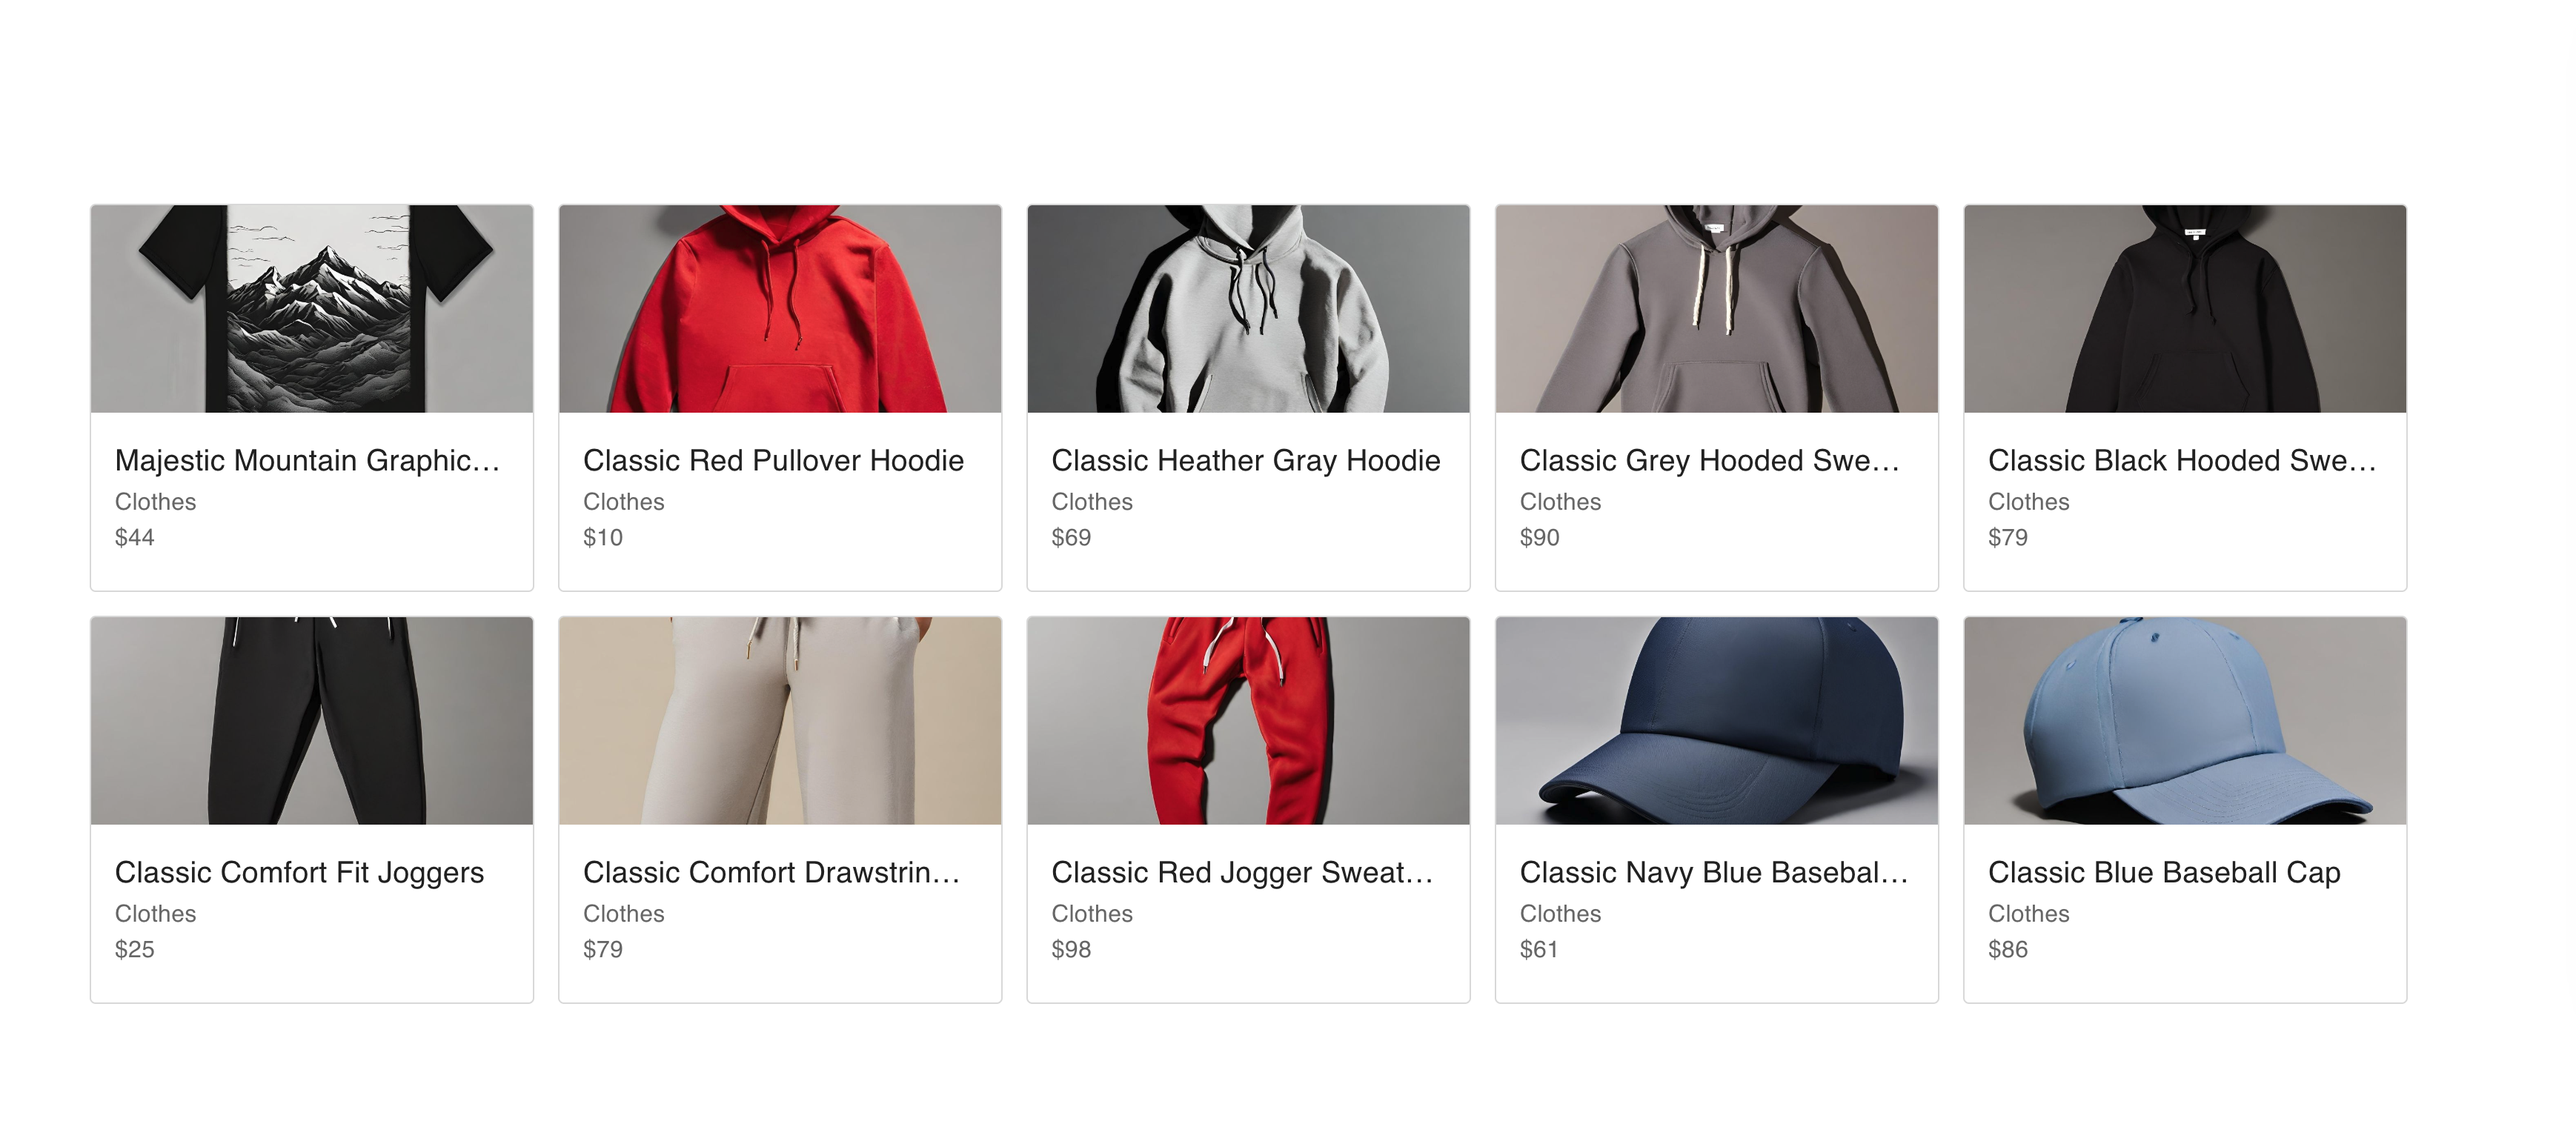 Majestic Mountain Graphic...
Clothes
$44
Classic Red Pullover Hoodie
Clothes
$10
Classic Heather Gray Hoodie
Clothes
$69
Classic Grey Hooded Swe...
Clothes
$90
Classic Black Hooded Swe...
Clothes
$79
Classic Comfort Fit Joggers
Clothes
$25
Classic Comfort Drawstrin...
Clothes
$79
Classic Red Jogger Sweat...
Clothes
$98
Classic Navy Blue Basebal...
Clothes
$61
Classic Blue Baseball Cap
Clothes
$86